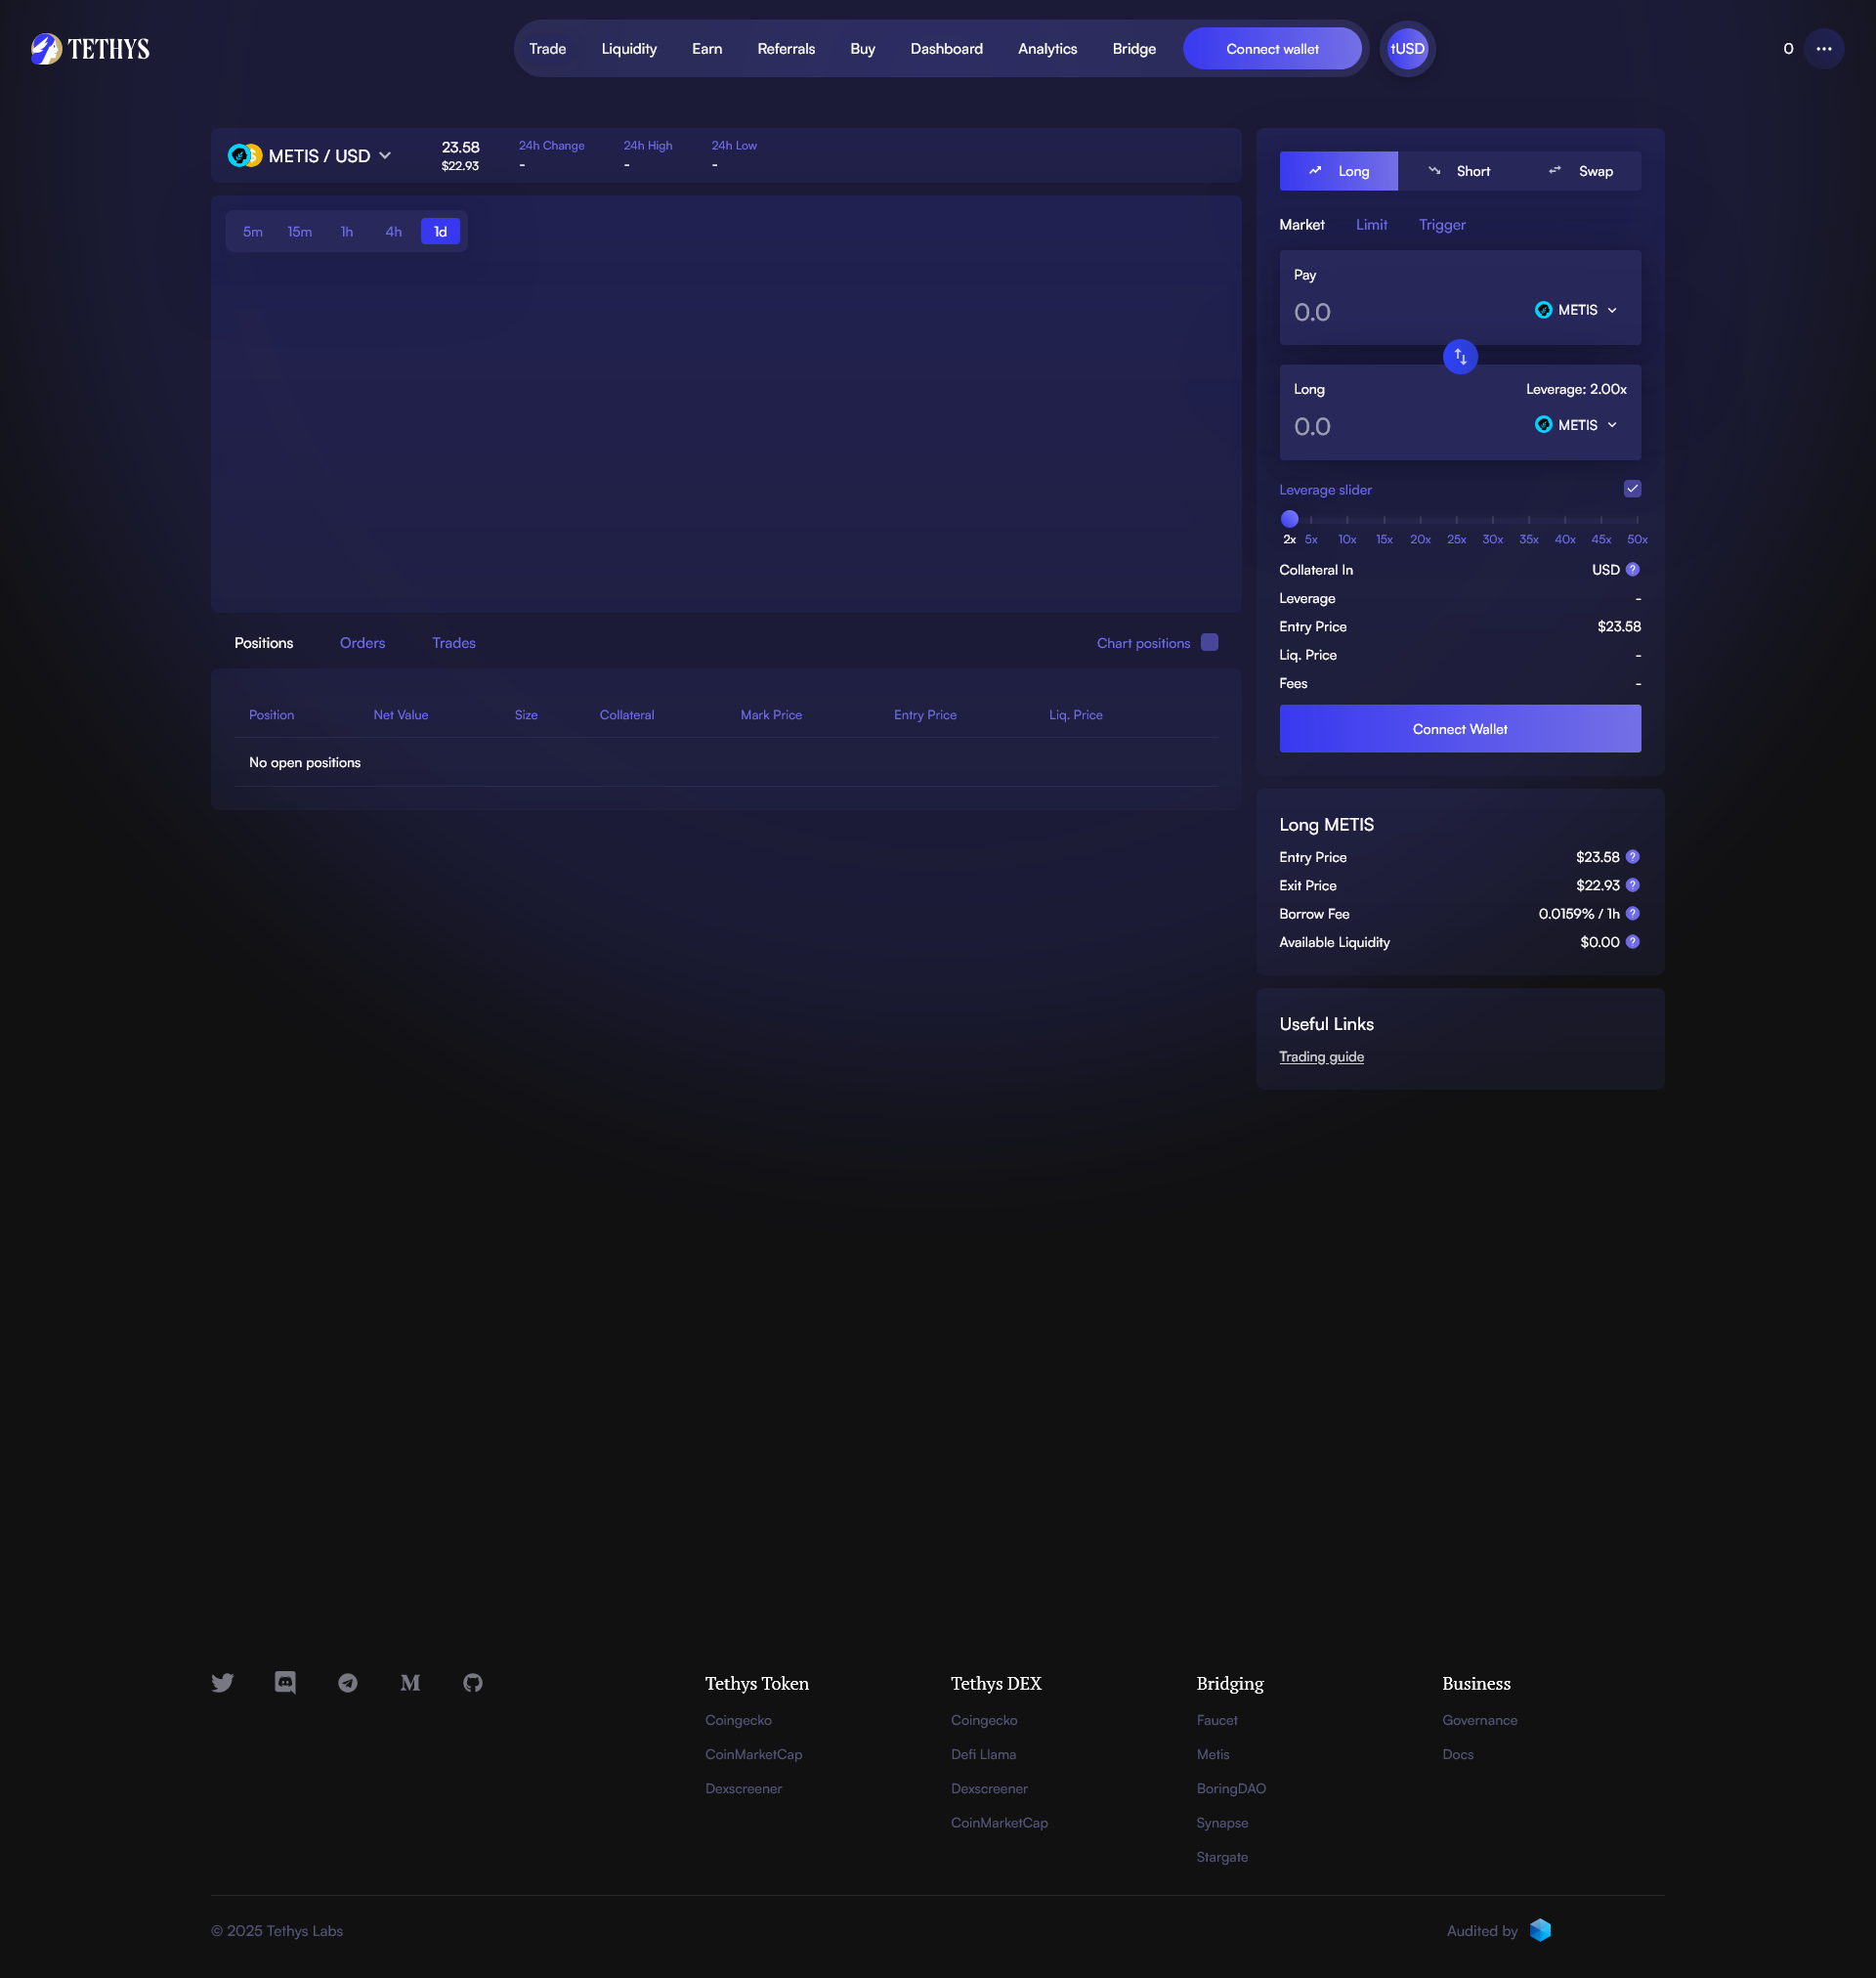 TETHYS
Trade Liquidity Earn Referrals Buy Dashboard Analytics Bridge Connect wallet tUSD 0
METIS / USD
23.58
$22.93
24h Change
-
24h High
-
24h Low
-
5m 15m 1h 4h 1d
Positions Orders Trades Chart positions
Position Net Value Size Collateral Mark Price Entry Price Liq. Price
No open positions
Long Short Swap
Market Limit Trigger
Pay
0.0 METIS
Long Leverage: 2.00x
0.0 METIS
Leverage slider
2x 5x 10x 15x 20x 25x 30x 35x 40x 45x 50x
Collateral In USD ?
Leverage -
Entry Price $23.58
Liq. Price -
Fees -
Connect Wallet
Long METIS
Entry Price $23.58 ?
Exit Price $22.93 ?
Borrow Fee 0.0159% / 1h ?
Available Liquidity $0.00 ?
Useful Links
Trading guide
Tethys Token
Coingecko
CoinMarketCap
Dexscreener
Tethys DEX
Coingecko
Defi Llama
Dexscreener
CoinMarketCap
Bridging
Faucet
Metis
BoringDAO
Synapse
Stargate
Business
Governance
Docs
© 2025 Tethys Labs
Audited by